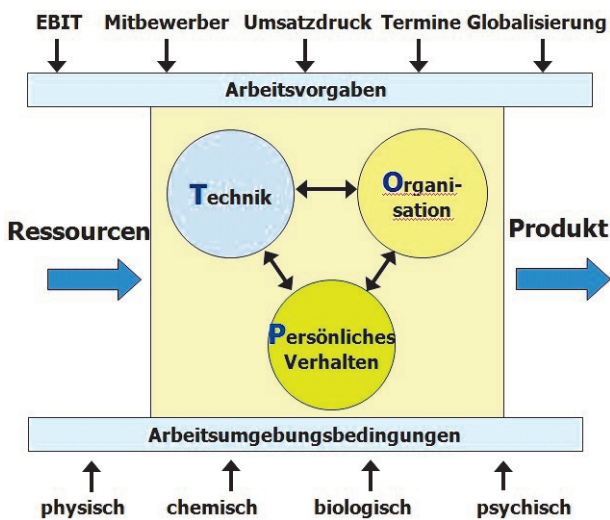 EBIT Mitbewerber Umsatzdruck Termine Globalisierung
Arbeitsvorgaben
Technik
Organi-
sation
Ressourcen
Produkt
Persönliches
Verhalten
Arbeitsumgebungsbedingungen
physisch chemisch biologisch psychisch